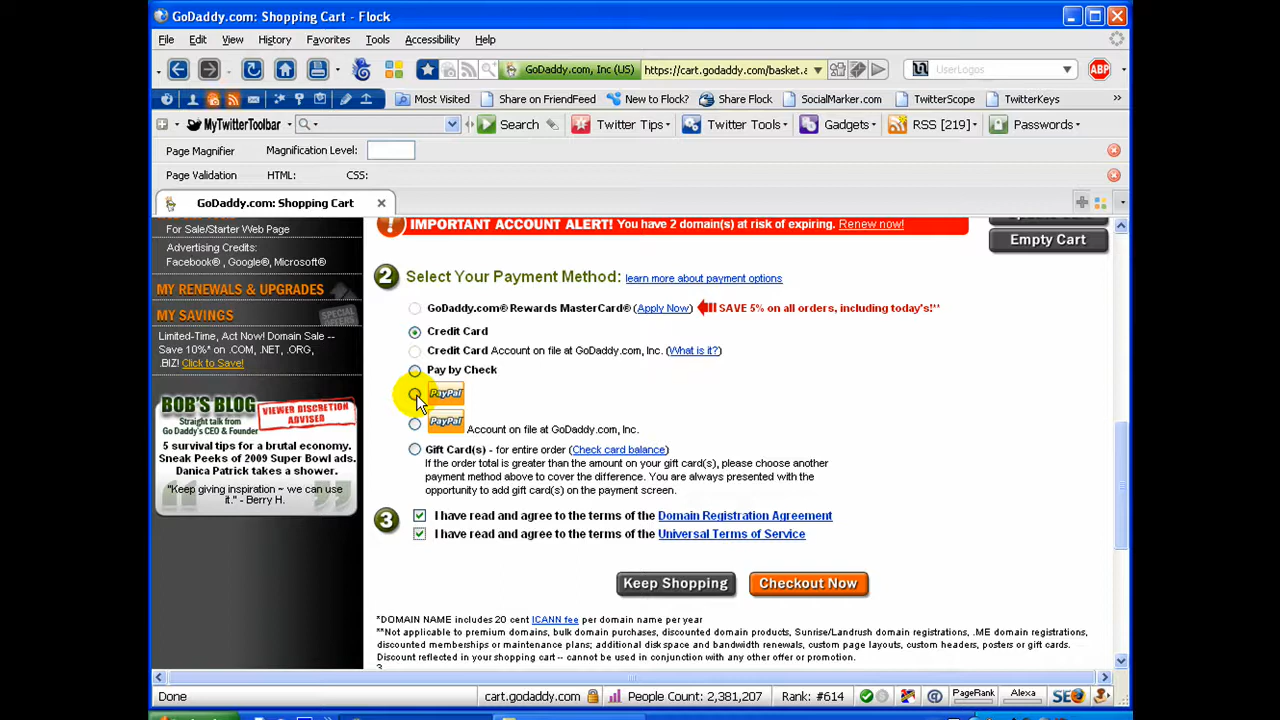 GoDaddy.com: Shopping Cart - Flock
File Edit View History Favorites Tools Accessibility Help
GoDaddy.com, Inc (US) https://cart.godaddy.com/basket.a UserLogos ABP
Most Visited Share on FriendFeed New to Flock? Share Flock SocialMarker.com TwitterScope TwitterKeys »
MyTwitterToolbar Search Twitter Tips Twitter Tools Gadgets RSS [219] Passwords
Page Magnifier Magnification Level:
Page Validation HTML: CSS:
GoDaddy.com: Shopping Cart
For Sale/Starter Web Page
Advertising Credits:
Facebook® , Google®, Microsoft®
MY RENEWALS & UPGRADES
MY SAVINGS
SPECIAL OFFERS
Limited-Time, Act Now! Domain Sale --
Save 10%* on .COM, .NET, .ORG,
.BIZ! Click to Save!
BOB'S BLOG
VIEWER DISCRETION ADVISED
Straight talk from
Go Daddy's CEO & Founder
5 survival tips for a brutal economy.
Sneak Peeks of 2009 Super Bowl ads.
Danica Patrick takes a shower.
"Keep giving inspiration ~ we can use
it." - Berry H.
IMPORTANT ACCOUNT ALERT! You have 2 domain(s) at risk of expiring. Renew now!
Empty Cart
2 Select Your Payment Method: learn more about payment options
GoDaddy.com® Rewards MasterCard® (Apply Now) SAVE 5% on all orders, including today's!**
Credit Card
Credit Card Account on file at GoDaddy.com, Inc. (What is it?)
Pay by Check
PayPal
PayPal Account on file at GoDaddy.com, Inc.
Gift Card(s) - for entire order (Check card balance)
If the order total is greater than the amount on your gift card(s), please choose another
payment method above to cover the difference. You are always presented with the
opportunity to add gift card(s) on the payment screen.
3 I have read and agree to the terms of the Domain Registration Agreement
I have read and agree to the terms of the Universal Terms of Service
Keep Shopping Checkout Now
*DOMAIN NAME includes 20 cent ICANN fee per domain name per year
**Not applicable to premium domains, bulk domain purchases, discounted domain products, Sunrise/Landrush domain registrations, .ME domain registrations,
discounted memberships or maintenance plans; additional disk space and bandwidth renewals, custom page layouts, custom headers, posters or gift cards.
Discount reflected in your shopping cart -- cannot be used in conjunction with any other offer or promotion.
Done cart.godaddy.com People Count: 2,381,207 Rank: #614 PageRank Alexa SEO